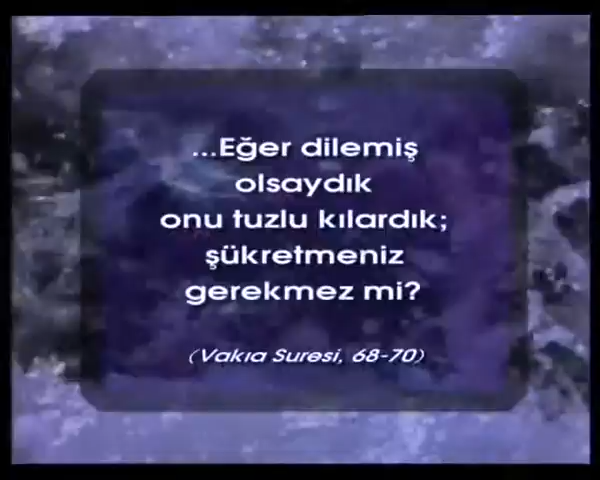 ...Eğer dilemiş
olsaydık
onu tuzlu kılardık;
şükretmeniz
gerekmez mi?
(Vakıa Suresi, 68-70)